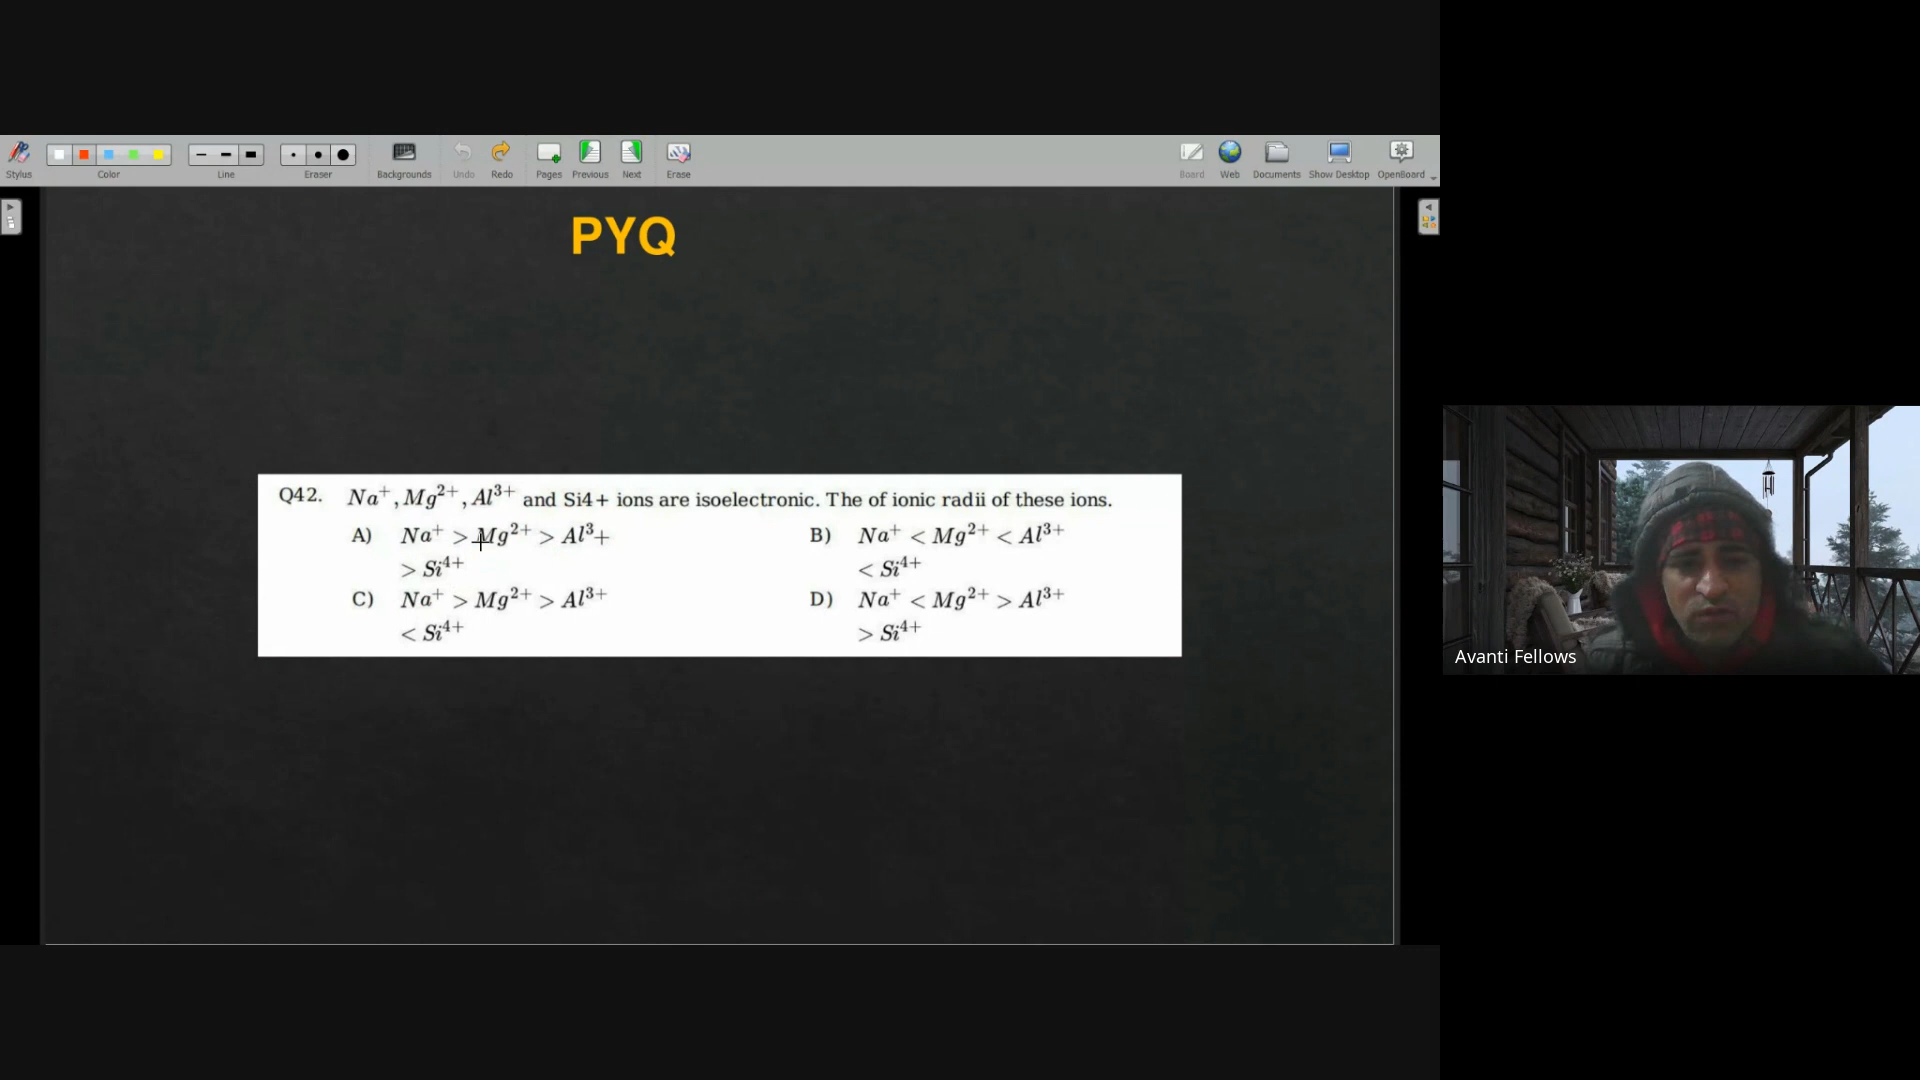 Stylus Color Line Eraser Backgrounds Undo Redo Pages Previous Next Erase Board Web Documents Show Desktop OpenBoard
PYQ
Q42. Na⁺, Mg²⁺, Al³⁺ and Si4+ ions are isoelectronic. The of ionic radii of these ions.
A) Na⁺ > Mg²⁺ > Al³+
> Si⁴⁺
B) Na⁺ < Mg²⁺ < Al³⁺
< Si⁴⁺
C) Na⁺ > Mg²⁺ > Al³⁺
< Si⁴⁺
D) Na⁺ < Mg²⁺ > Al³⁺
> Si⁴⁺
Avanti Fellows